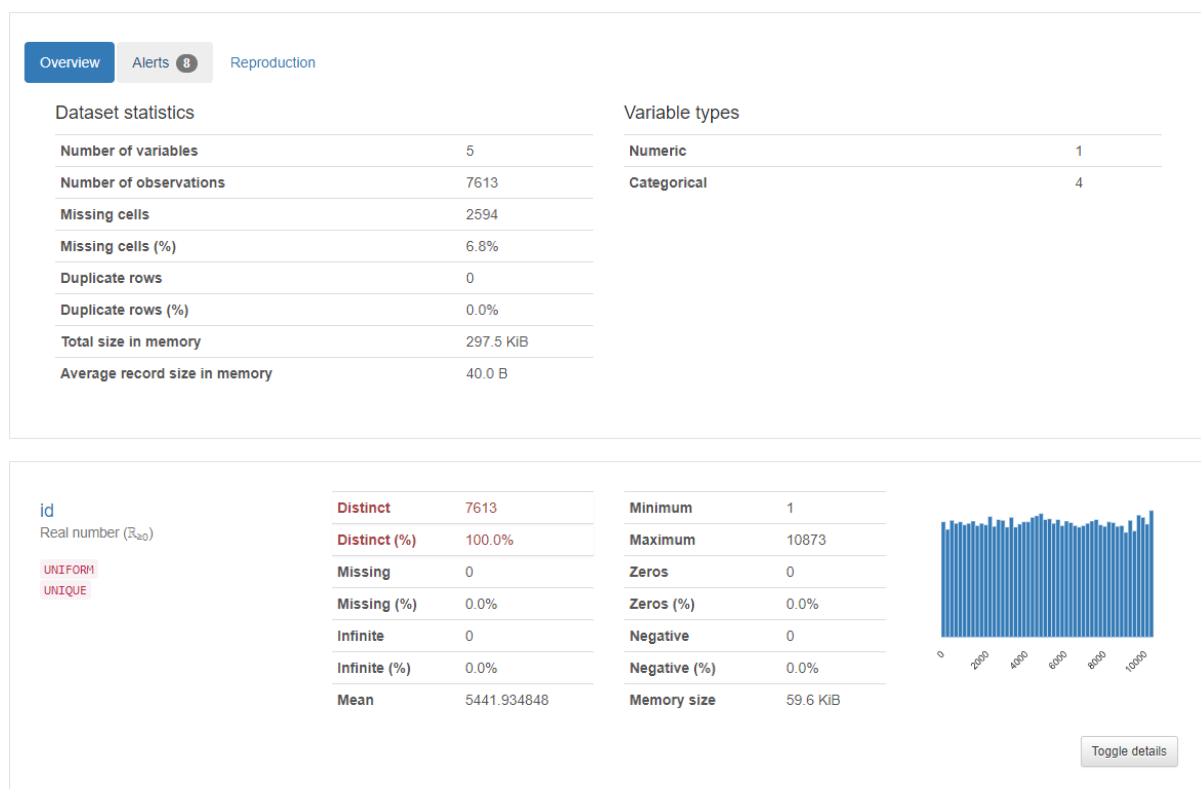 Overview Alerts 8 Reproduction
Dataset statistics
Number of variables 5
Number of observations 7613
Missing cells 2594
Missing cells (%) 6.8%
Duplicate rows 0
Duplicate rows (%) 0.0%
Total size in memory 297.5 KiB
Average record size in memory 40.0 B
Variable types
Numeric 1
Categorical 4
id
Real number (ℝ≥0)
UNIFORM
UNIQUE
Distinct 7613
Distinct (%) 100.0%
Missing 0
Missing (%) 0.0%
Infinite 0
Infinite (%) 0.0%
Mean 5441.934848
Minimum 1
Maximum 10873
Zeros 0
Zeros (%) 0.0%
Negative 0
Negative (%) 0.0%
Memory size 59.6 KiB
0 2000 4000 6000 8000 10000
Toggle details